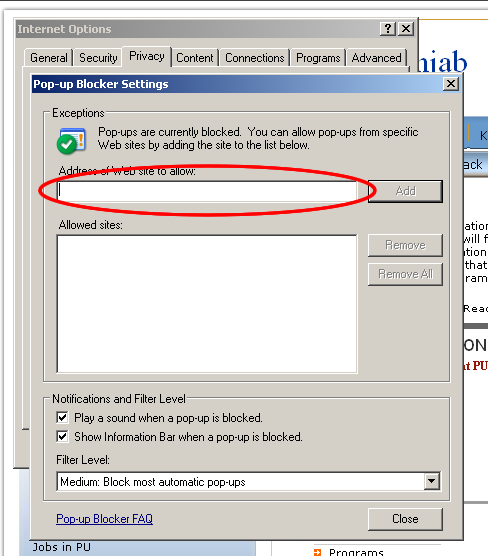 Internet Options
General
Security
Privacy
Content
Connections
Programs
Advanced
Pop-up Blocker Settings
Exceptions
Pop-ups are currently blocked. You can allow pop-ups from specific
Web sites by adding the site to the list below.
Address of Web site to allow:
Add
Allowed sites:
Remove
Remove All
Notifications and Filter Level
Play a sound when a pop-up is blocked.
Show Information Bar when a pop-up is blocked.
Filter Level:
Medium: Block most automatic pop-ups
Pop-up Blocker FAQ
Close
niab
K
ack
ation
will f
ation
that
ram
Read
ON
at PU
Jobs in PU
Programs